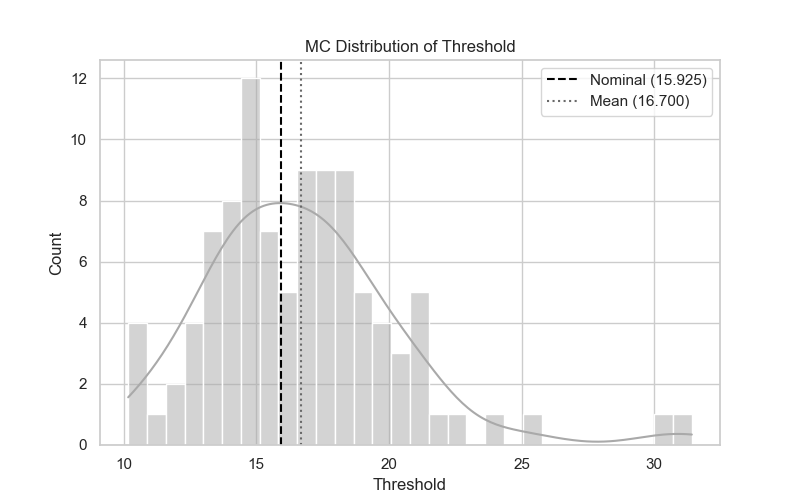 MC Distribution of Threshold
Nominal (15.925)
Mean (16.700)
12
10
8
6
4
2
0
Count
10
15
20
25
30
Threshold